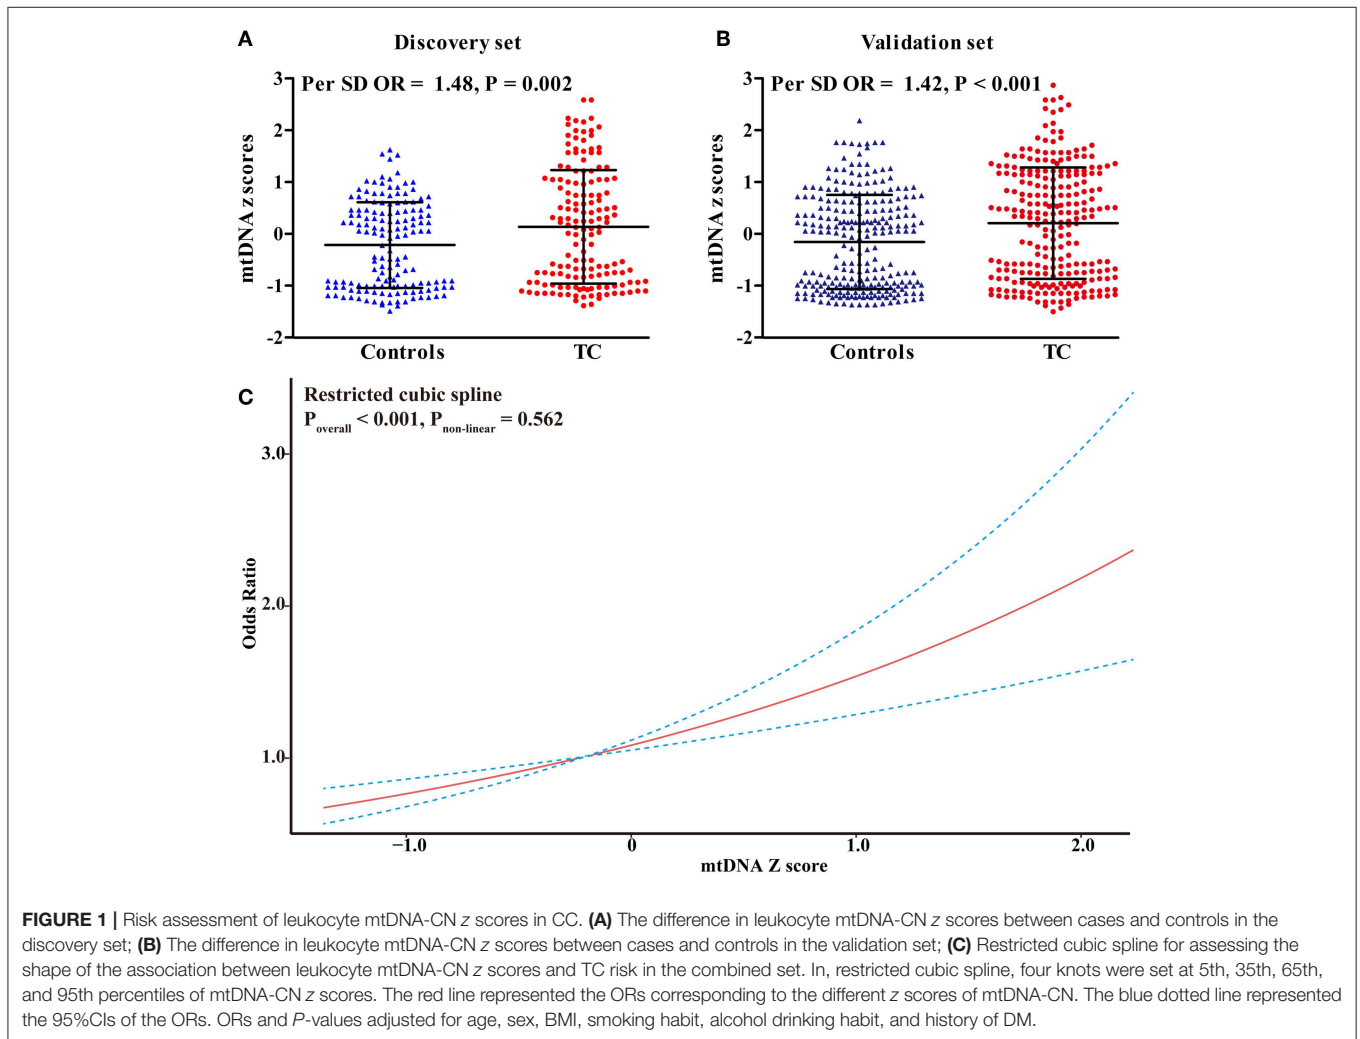 A
Discovery set
Per SD OR = 1.48, P = 0.002
mtDNA z scores
3
2
1
0
-1
-2
Controls
TC
B
Validation set
Per SD OR = 1.42, P < 0.001
mtDNA z scores
3
2
1
0
-1
-2
Controls
TC
C
Restricted cubic spline
Poverall < 0.001, Pnon-linear = 0.562
Odds Ratio
3.0
2.0
1.0
−1.0
0
1.0
2.0
mtDNA Z score
FIGURE 1 | Risk assessment of leukocyte mtDNA-CN z scores in CC. (A) The difference in leukocyte mtDNA-CN z scores between cases and controls in the
discovery set; (B) The difference in leukocyte mtDNA-CN z scores between cases and controls in the validation set; (C) Restricted cubic spline for assessing the
shape of the association between leukocyte mtDNA-CN z scores and TC risk in the combined set. In, restricted cubic spline, four knots were set at 5th, 35th, 65th,
and 95th percentiles of mtDNA-CN z scores. The red line represented the ORs corresponding to the different z scores of mtDNA-CN. The blue dotted line represented
the 95%CIs of the ORs. ORs and P-values adjusted for age, sex, BMI, smoking habit, alcohol drinking habit, and history of DM.